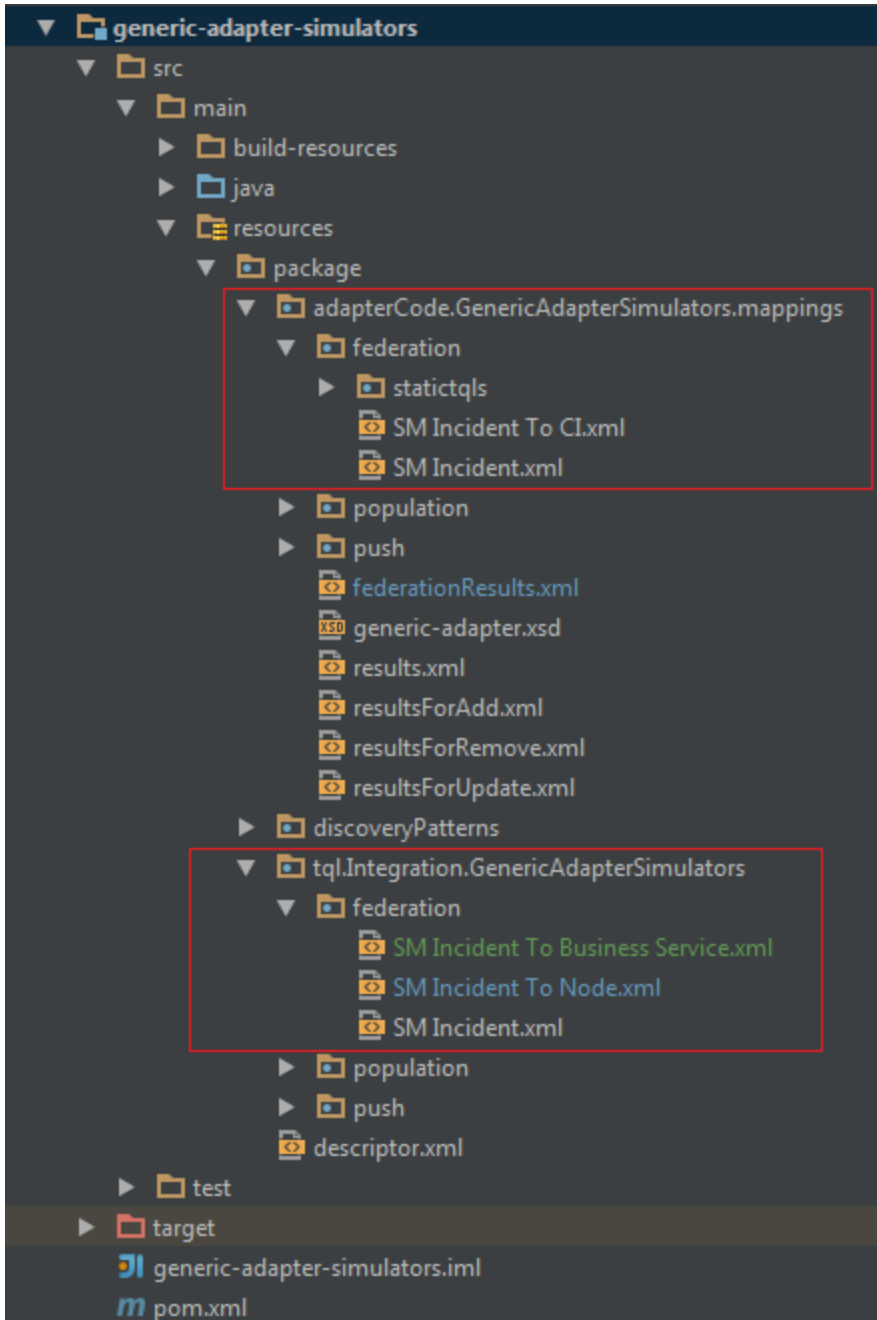 generic-adapter-simulators
src
main
build-resources
java
resources
package
adapterCode.GenericAdapterSimulators.mappings
federation
statictqls
SM Incident To CI.xml
SM Incident.xml
population
push
federationResults.xml
generic-adapter.xsd
results.xml
resultsForAdd.xml
resultsForRemove.xml
resultsForUpdate.xml
discoveryPatterns
tql.Integration.GenericAdapterSimulators
federation
SM Incident To Business Service.xml
SM Incident To Node.xml
SM Incident.xml
population
push
descriptor.xml
test
target
generic-adapter-simulators.iml
pom.xml